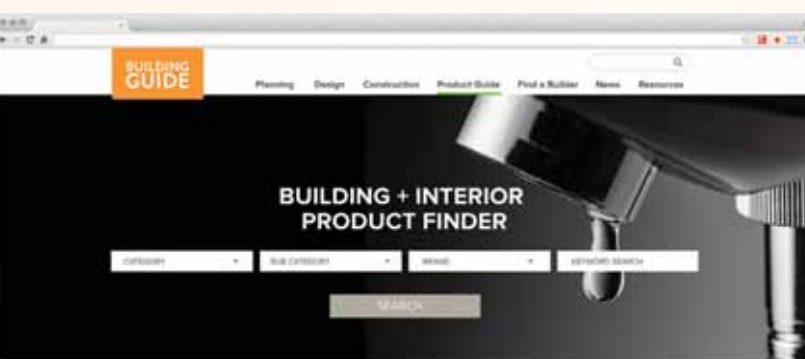 BUILDING
GUIDE
Planning Design Construction Product Guide Find a Builder News Resources
BUILDING + INTERIOR
PRODUCT FINDER
CATEGORY SUB CATEGORY BRAND KEYWORD SEARCH
SEARCH